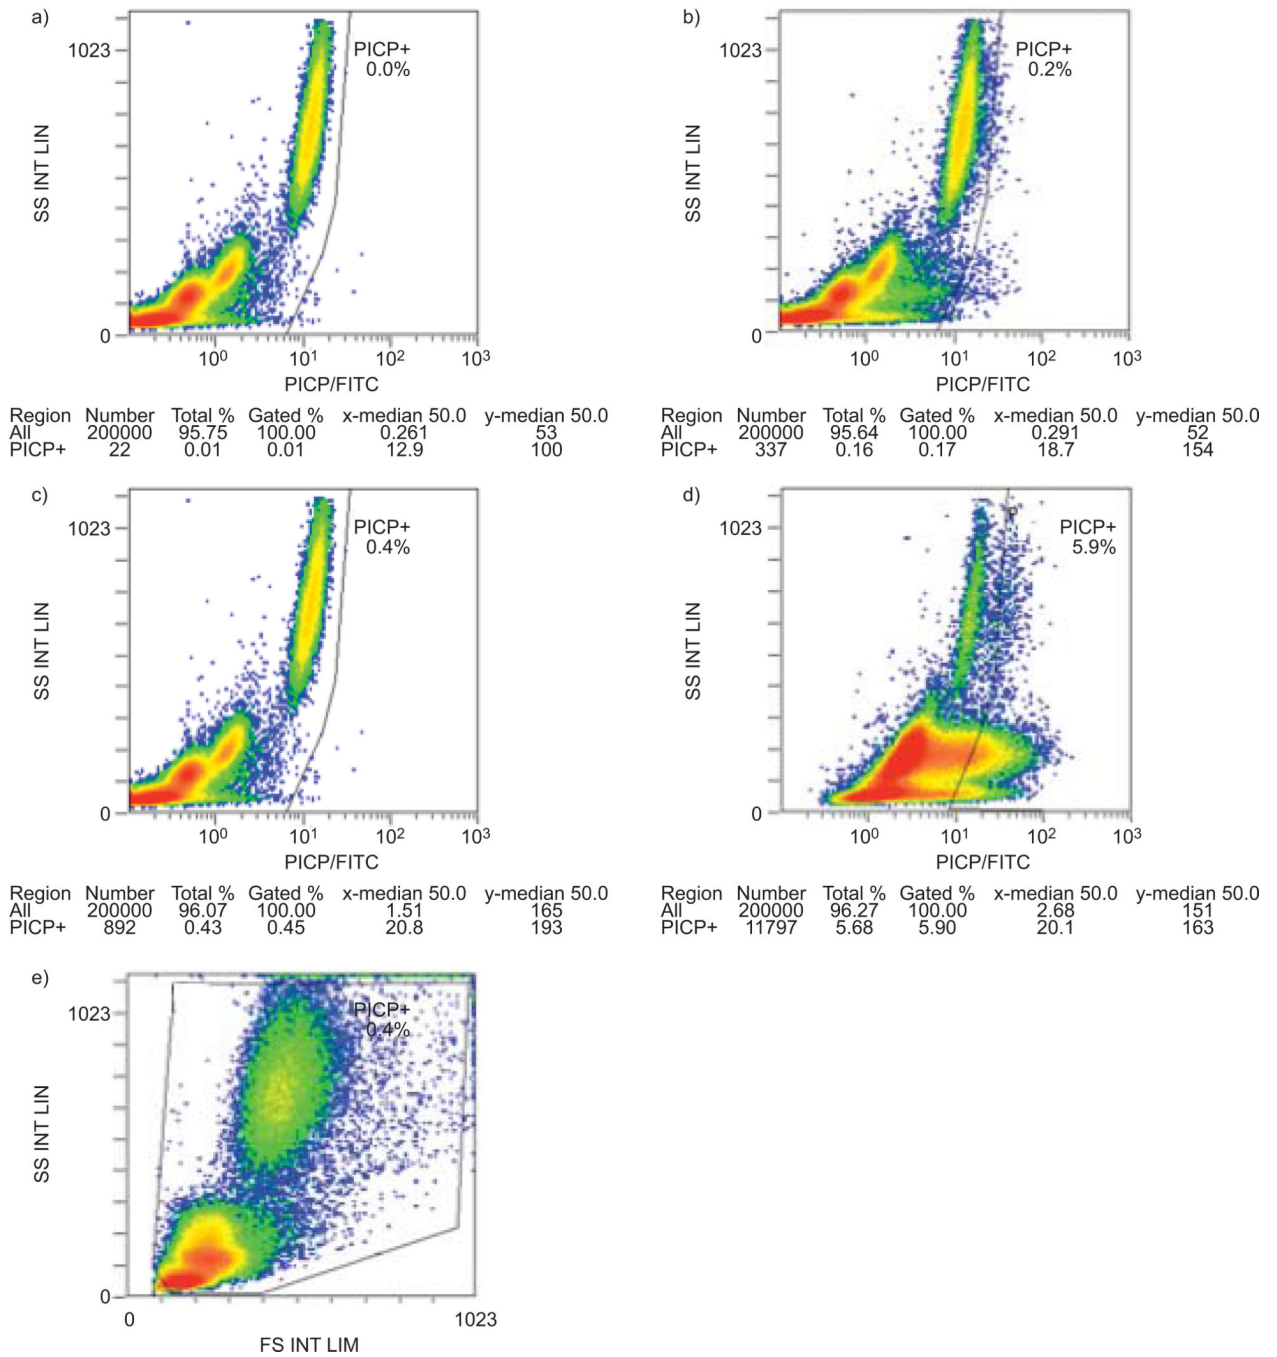 a)
1023
PICP+
0.0%
SS INT LIN
0
10⁰ 10¹ 10² 10³
PICP/FITC
Region Number Total % Gated % x-median 50.0 y-median 50.0
All 200000 95.75 100.00 0.261 53
PICP+ 22 0.01 0.01 12.9 100
b)
1023
PICP+
0.2%
SS INT LIN
0
10⁰ 10¹ 10² 10³
PICP/FITC
Region Number Total % Gated % x-median 50.0 y-median 50.0
All 200000 95.64 100.00 0.291 52
PICP+ 337 0.16 0.17 18.7 154
c)
1023
PICP+
0.4%
SS INT LIN
0
10⁰ 10¹ 10² 10³
PICP/FITC
Region Number Total % Gated % x-median 50.0 y-median 50.0
All 200000 96.07 100.00 1.51 165
PICP+ 892 0.43 0.45 20.8 193
d)
1023
PICP+
5.9%
SS INT LIN
0
10⁰ 10¹ 10² 10³
PICP/FITC
Region Number Total % Gated % x-median 50.0 y-median 50.0
All 200000 96.27 100.00 2.68 151
PICP+ 11797 5.68 5.90 20.1 163
e)
1023
PICP+
0.4%
SS INT LIN
0
0 1023
FS INT LIM